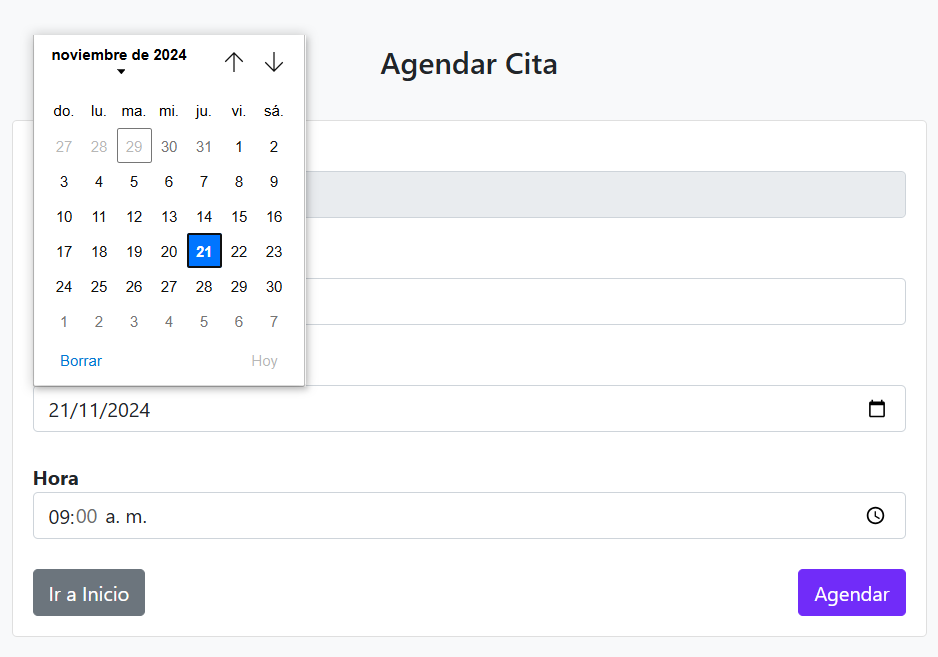 noviembre de 2024
Agendar Cita
do. lu. ma. mi. ju. vi. sá.
27 28 29 30 31 1 2
3 4 5 6 7 8 9
10 11 12 13 14 15 16
17 18 19 20 21 22 23
24 25 26 27 28 29 30
1 2 3 4 5 6 7
Borrar Hoy
21/11/2024
Hora
09:00 a. m.
Ir a Inicio Agendar